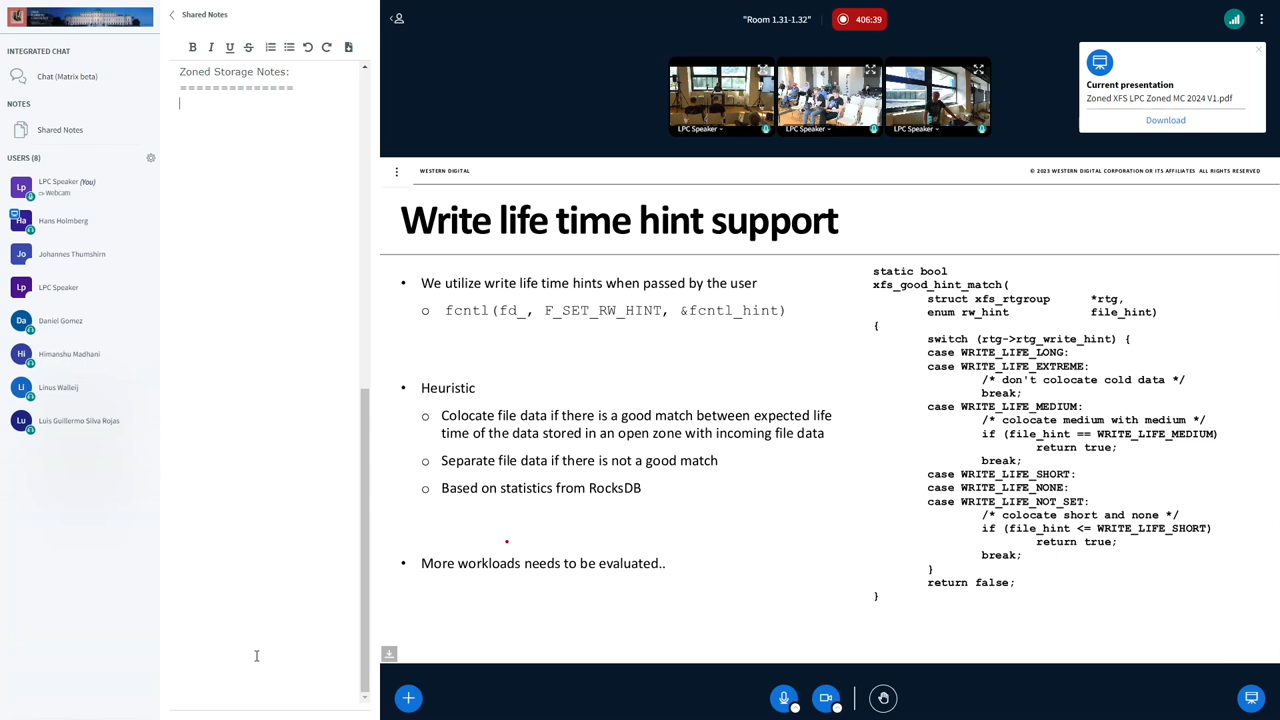 Shared Notes
INTEGRATED CHAT
Chat (Matrix beta)
NOTES
Shared Notes
USERS (8)
Lp
LPC Speaker (You)
Webcam
Ha
Hans Holmberg
Jo
Johannes Thumshirn
Lp
LPC Speaker
Da
Daniel Gomez
Hi
Himanshu Madhani
Li
Linus Walleij
Lu
Luis Guillermo Silva Rojas
B I U S
Zoned Storage Notes:
==============
"Room 1.31-1.32"
406:39
LPC Speaker
LPC Speaker
LPC Speaker
Current presentation
Zoned XFS LPC Zoned MC 2024 V1.pdf
Download
WESTERN DIGITAL
© 2023 WESTERN DIGITAL CORPORATION OR ITS AFFILIATES ALL RIGHTS RESERVED
Write life time hint support
• We utilize write life time hints when passed by the user
o fcntl(fd_, F_SET_RW_HINT, &fcntl_hint)
• Heuristic
o Colocate file data if there is a good match between expected life
time of the data stored in an open zone with incoming file data
o Separate file data if there is not a good match
o Based on statistics from RocksDB
• More workloads needs to be evaluated..
static bool
xfs_good_hint_match(
struct xfs_rtgroup *rtg,
enum rw_hint file_hint)
{
switch (rtg->rtg_write_hint) {
case WRITE_LIFE_LONG:
case WRITE_LIFE_EXTREME:
/* don't colocate cold data */
break;
case WRITE_LIFE_MEDIUM:
/* colocate medium with medium */
if (file_hint == WRITE_LIFE_MEDIUM)
return true;
break;
case WRITE_LIFE_SHORT:
case WRITE_LIFE_NONE:
case WRITE_LIFE_NOT_SET:
/* colocate short and none */
if (file_hint <= WRITE_LIFE_SHORT)
return true;
break;
}
return false;
}